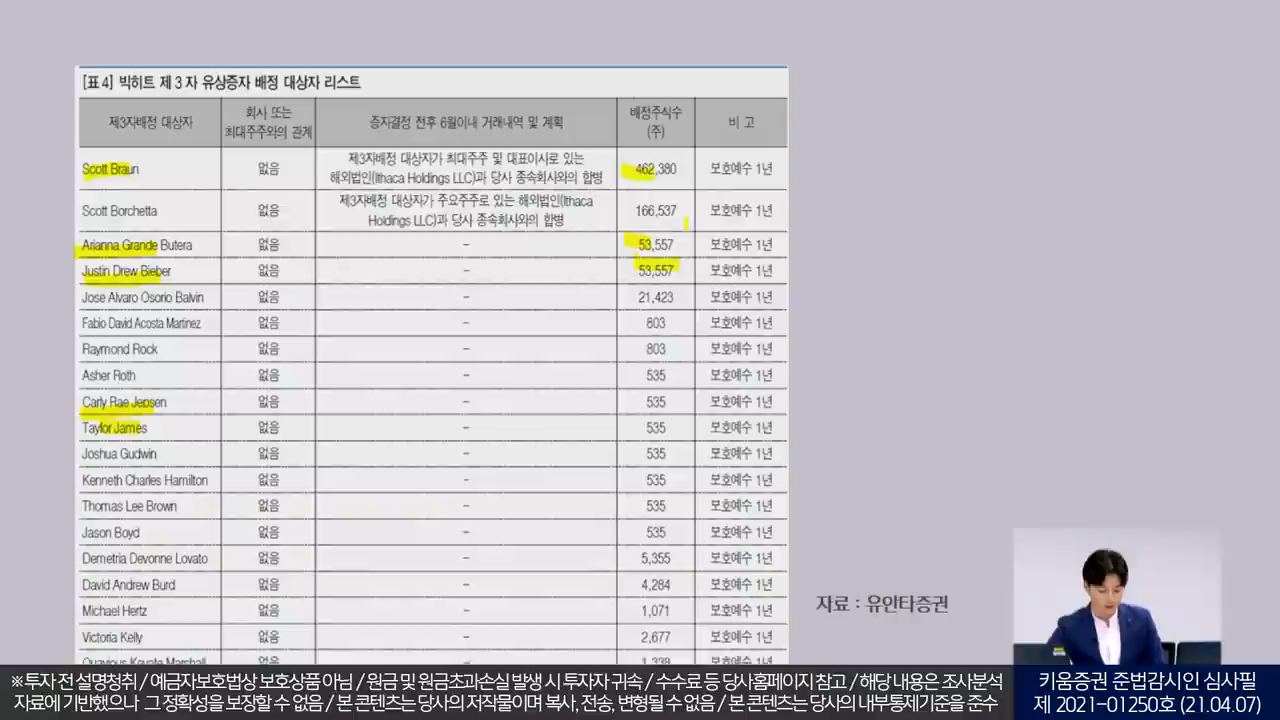 [표 4] 빅히트 제 3 자 유상증자 배정 대상자 리스트
제3자배정 대상자 회사 또는 최대주주와의 관계 증자결정 전후 6월이내 거래내역 및 계획 배정주식수 (주) 비 고
Scott Braun 없음 제3자배정 대상자가 최대주주 및 대표이사로 있는 해외법인(Ithaca Holdings LLC)과 당사 종속회사와의 합병 462,380 보호예수 1년
Scott Borchetta 없음 제3자배정 대상자가 주요주주로 있는 해외법인(Ithaca Holdings LLC)과 당사 종속회사와의 합병 166,537 보호예수 1년
Arianna Grande Butera 없음 - 53,557 보호예수 1년
Justin Drew Bieber 없음 - 53,557 보호예수 1년
Jose Alvaro Osorio Balvin 없음 - 21,423 보호예수 1년
Fabio David Acosta Martinez 없음 - 803 보호예수 1년
Raymond Rock 없음 - 803 보호예수 1년
Asher Roth 없음 - 535 보호예수 1년
Carly Rae Jepsen 없음 - 535 보호예수 1년
Taylor James 없음 - 535 보호예수 1년
Joshua Gudwin 없음 - 535 보호예수 1년
Kenneth Charles Hamilton 없음 - 535 보호예수 1년
Thomas Lee Brown 없음 - 535 보호예수 1년
Jason Boyd 없음 - 535 보호예수 1년
Demetria Devonne Lovato 없음 - 5,355 보호예수 1년
David Andrew Burd 없음 - 4,284 보호예수 1년
Michael Hertz 없음 - 1,071 보호예수 1년
Victoria Kelly 없음 - 2,677 보호예수 1년
자료 : 유안타증권
※투자 전 설명청취 / 예금자보호법상 보호상품 아님 / 원금 및 원금초과손실 발생 시 투자자 귀속 / 수수료 등 당사홈페이지 참고 / 해당 내용은 조사분석
자료에 기반했으나 그 정확성을 보장할 수 없음 / 본 콘텐츠는 당사의 저작물이며 복사, 전송, 변형될 수 없음 / 본 콘텐츠는 당사의 내부통제기준을 준수
키움증권 준법감시인 심사필
제 2021-01250호 (21.04.07)